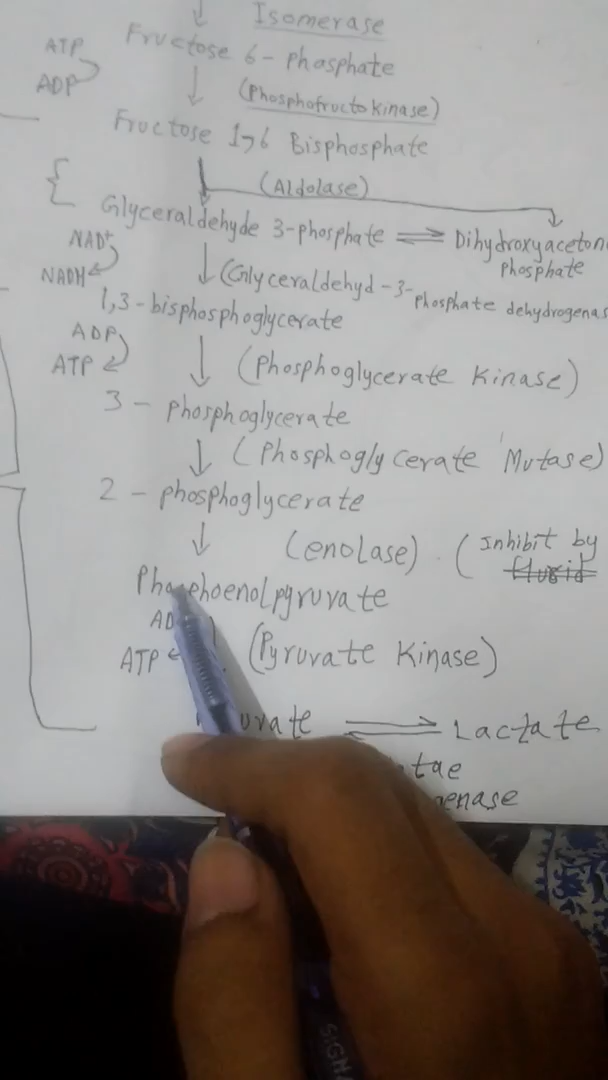 Isomerase
Fructose 6-phosphate
ATP
ADP
(Phosphofructokinase)
Fructose 1,6 Bisphosphate
(Aldolase)
Glyceraldehyde 3-phosphate ⇌ Dihydroxyaceton
phosphate
NAD+
NADH
(Glyceraldehyd-3-phosphate dehydrogenas
1,3-bisphosphoglycerate
ADP
ATP
(Phosphoglycerate Kinase)
3-phosphoglycerate
(Phosphoglycerate Mutase)
2-phosphoglycerate
(enolase) (Inhibit by
Phosphoenolpyruvate
ATP
(Pyruvate Kinase)
⇌ Lactate